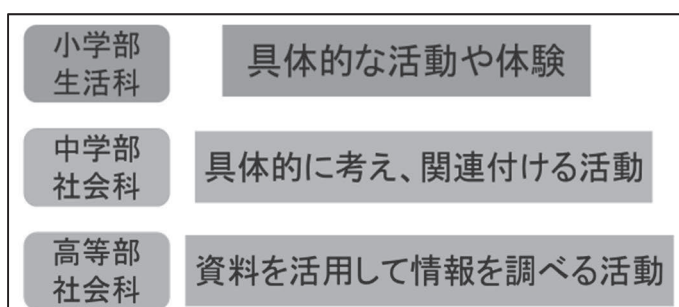 小学部
生活科
具体的な活動や体験
中学部
社会科
具体的に考え、関連付ける活動
高等部
社会科
資料を活用して情報を調べる活動